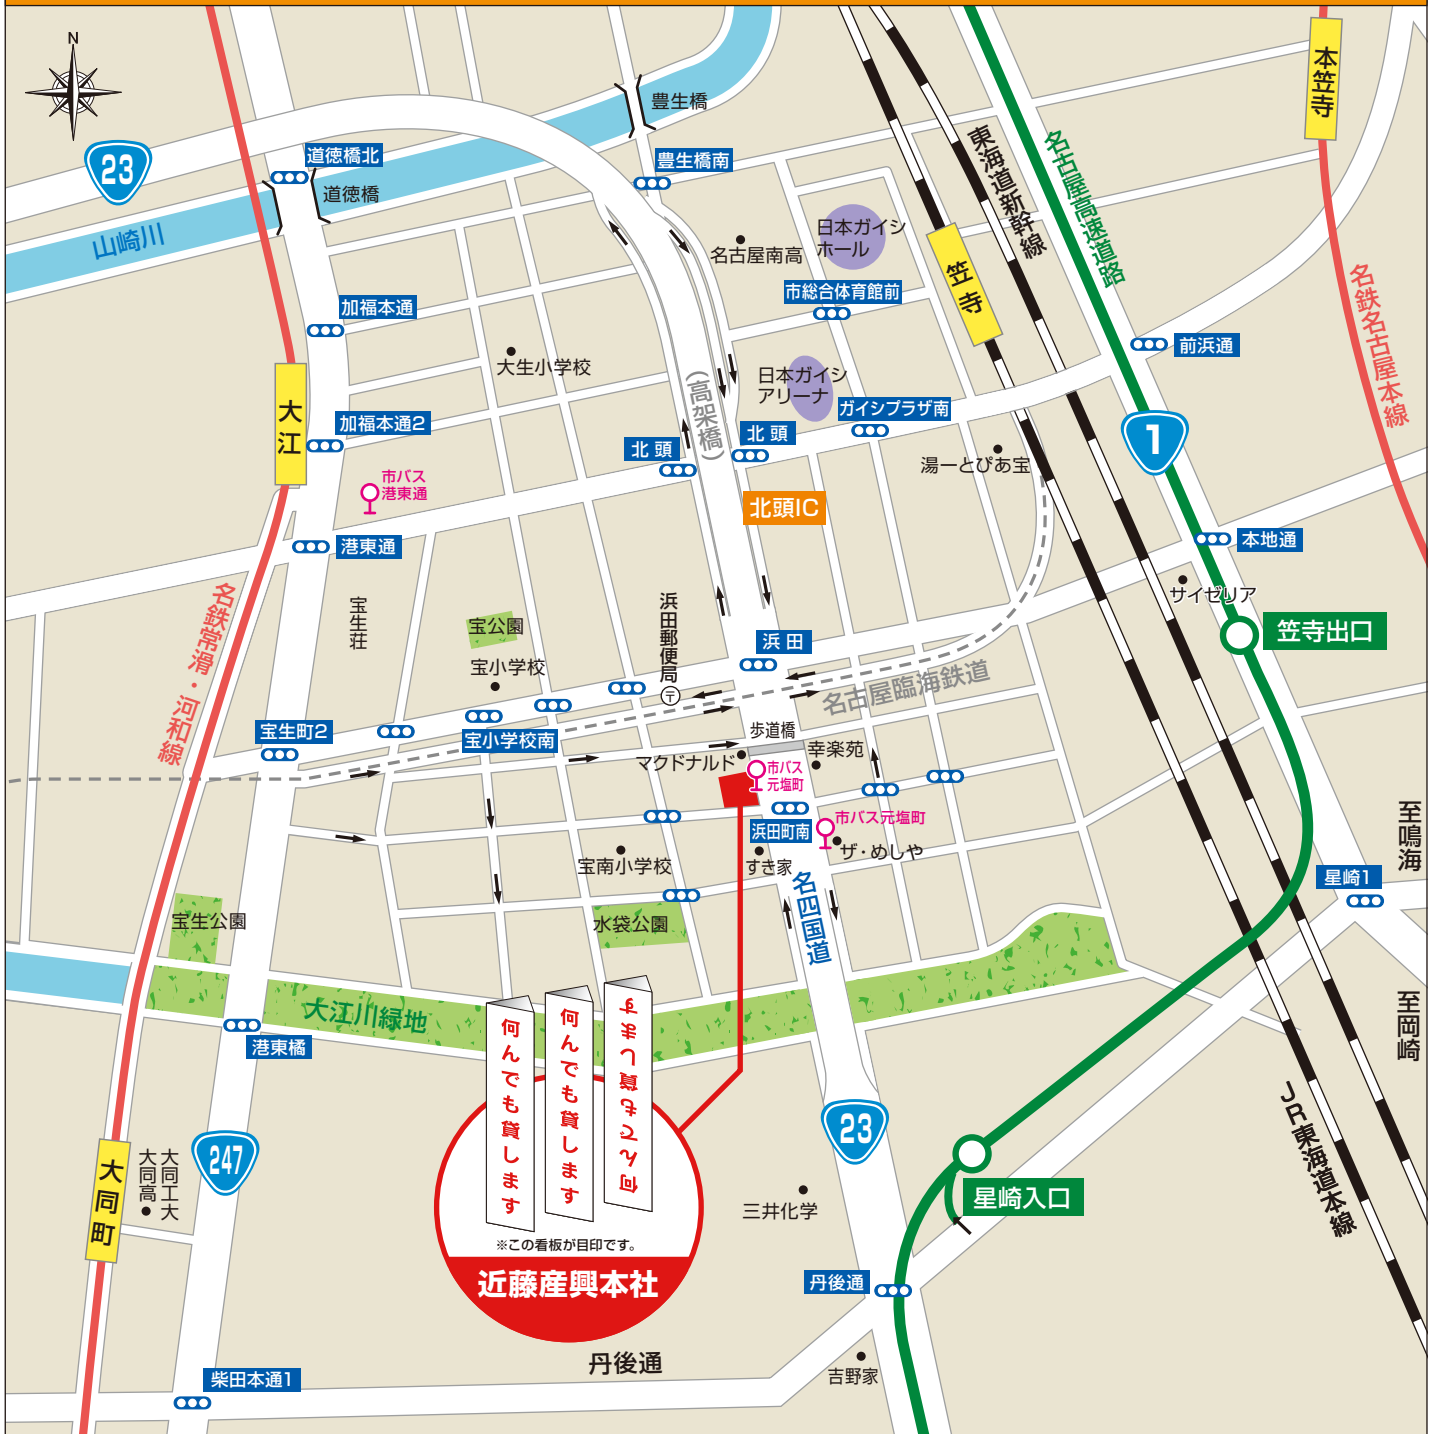 N
23
道徳橋北
道徳橋
山崎川
豊生橋
豊生橋南
名古屋南高
日本ガイシ
ホール
市総合体育館前
笠寺
東海道新幹線
名古屋高速道路
本笠寺
名鉄名古屋本線
前浜通
1
加福本通
大生小学校
大江
加福本通2
市バス
港東通
港東通
(高架橋)
日本ガイシ
アリーナ
ガイシプラザ南
北頭
北頭
湯ーとぴあ宝
北頭IC
本地通
サイゼリア
笠寺出口
名鉄常滑・河和線
宝生荘
宝公園
宝小学校
浜田郵便局
〒
浜田
名古屋臨海鉄道
宝生町2
宝小学校南
歩道橋
マクドナルド
幸楽苑
市バス
元塩町
浜田町南
市バス元塩町
ザ・めしや
すき家
宝南小学校
水袋公園
名四国道
宝生公園
至鳴海
星崎1
至岡崎
大江川緑地
港東橋
247
大同町
大同高
大同工大
何んでも貸します
何んでも貸します
何んでも貸します
※この看板が目印です。
近藤産興本社
23
三井化学
星崎入口
丹後通
JR東海道本線
吉野家
丹後通
柴田本通1